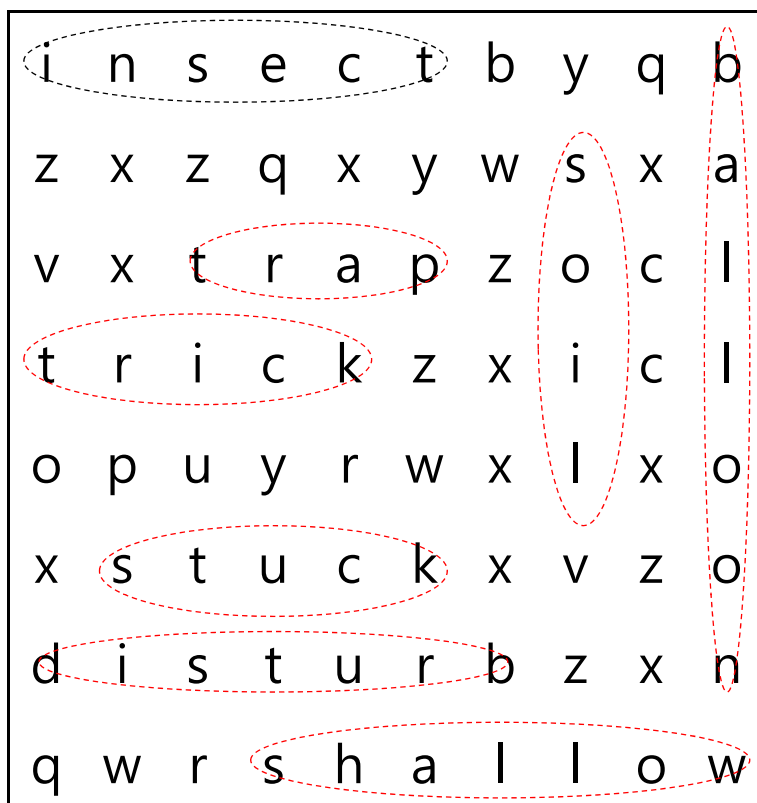 i n s e c t b y q b
z x z q x y w s x a
v x t r a p z o c l
t r i c k z x i c l
o p u y r w x l x o
x s t u c k x v z o
d i s t u r b z x n
q w r s h a l l o w